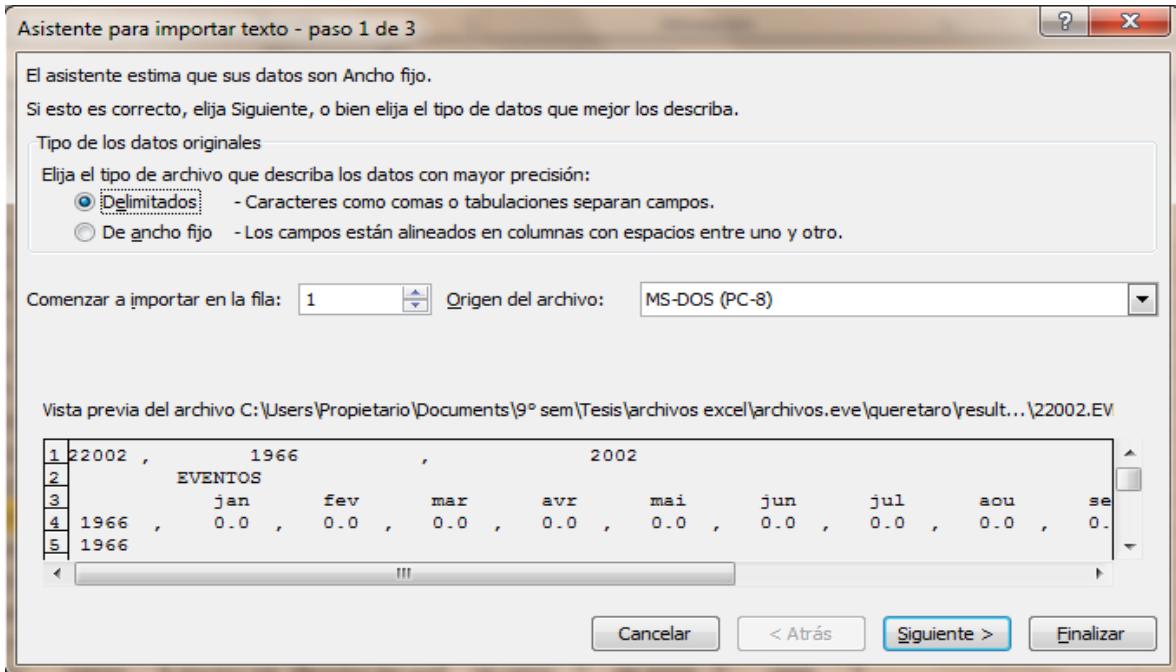 Asistente para importar texto - paso 1 de 3
El asistente estima que sus datos son Ancho fijo.
Si esto es correcto, elija Siguiente, o bien elija el tipo de datos que mejor los describa.
Tipo de los datos originales
Elija el tipo de archivo que describa los datos con mayor precisión:
Delimitados - Caracteres como comas o tabulaciones separan campos.
De ancho fijo - Los campos están alineados en columnas con espacios entre uno y otro.
Comenzar a importar en la fila: 1 Origen del archivo: MS-DOS (PC-8)
Vista previa del archivo C:\Users\Propietario\Documents\9º sem\Tesis\archivos excel\archivos.eve\queretaro\result...\22002.EV
1 22002 , 1966 , 2002
2 EVENTOS
3 jan fev mar avr mai jun jul aou se
4 1966 , 0.0 , 0.0 , 0.0 , 0.0 , 0.0 , 0.0 , 0.0 , 0.0 , 0.
5 1966
Cancelar < Atrás Siguiente > Finalizar